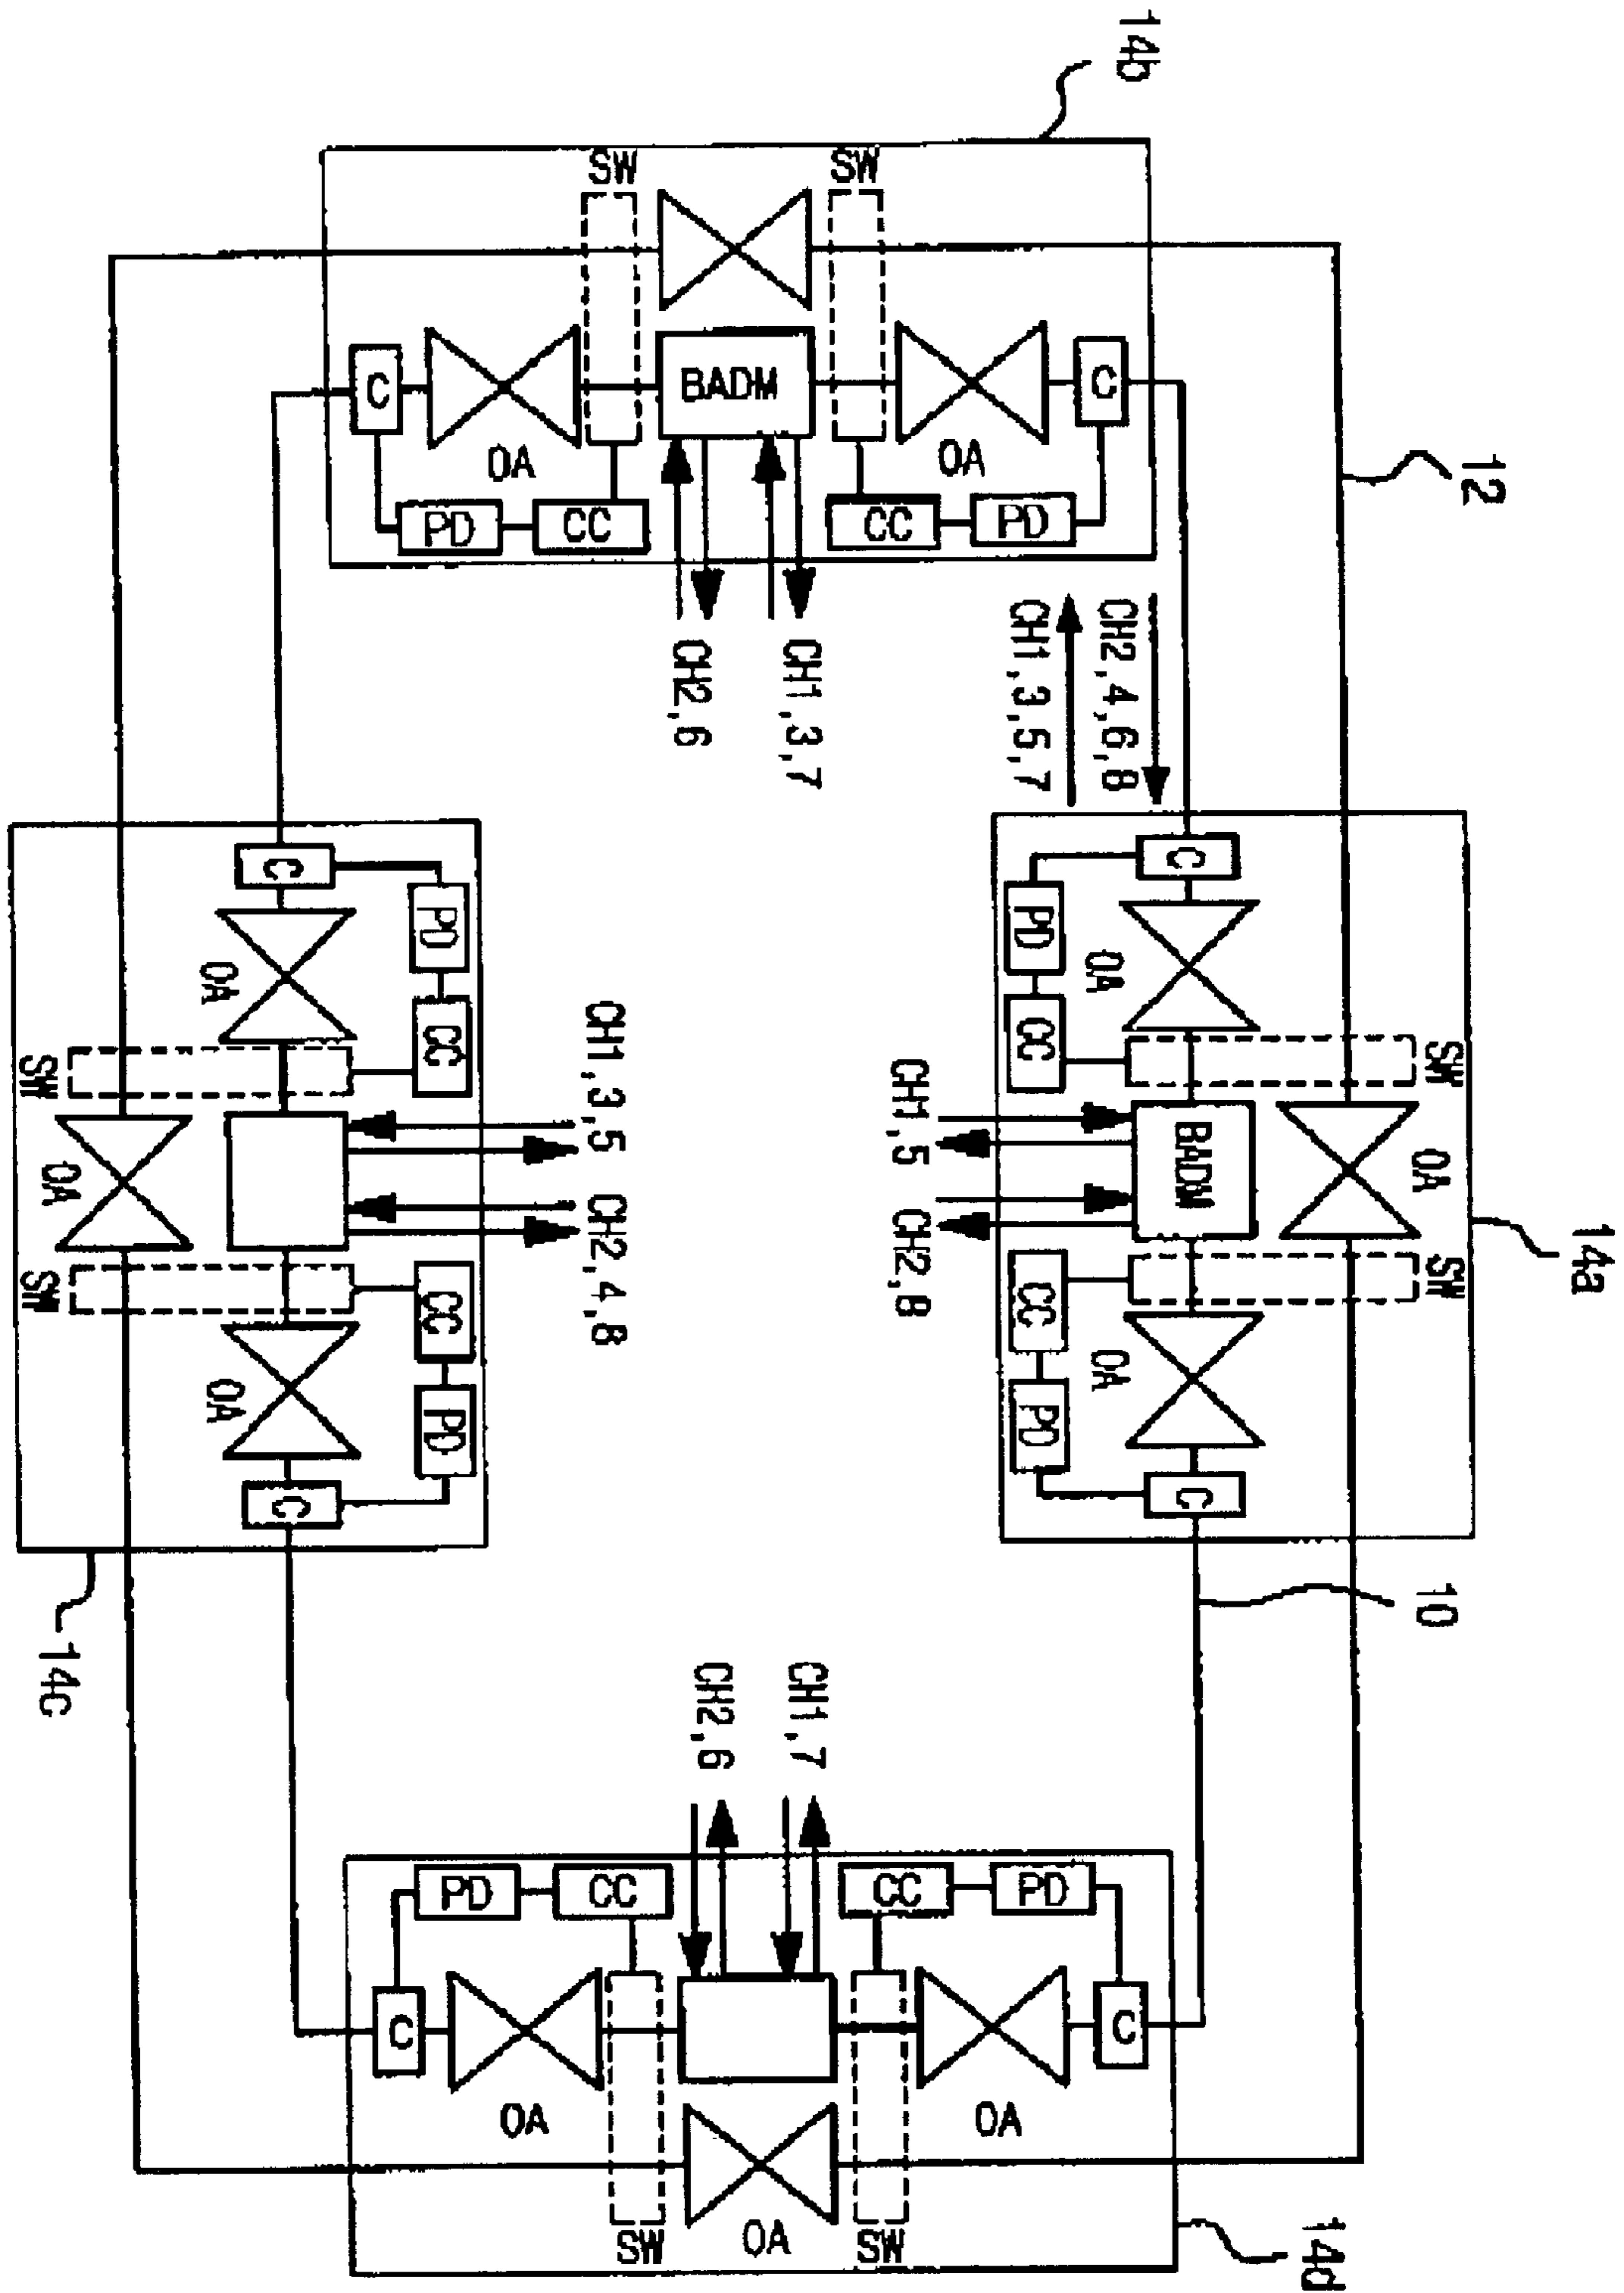 14b
SW
SW
C
BADM
C
OA
OA
PD
CC
CC
PD
12
CH2,6
CH1,3,7
CH1,3,5,7
CH2,4,6,8
C
PD
OA
CC
SW
CH1,3,5
OA
CH2,4,8
SW
CC
OA
PD
C
14c
C
PD
OA
CC
SW
CH1,5
BADM
OA
CH2,8
14a
SW
CC
OA
PD
C
10
CH2,6
CH1,7
PD
CC
CC
PD
C
C
OA
OA
SW
OA
SW
14d